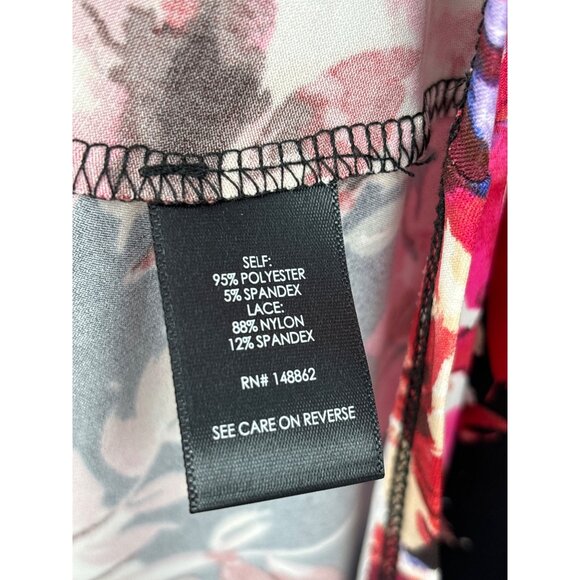 SELF:
95% POLYESTER
5% SPANDEX
LACE:
88% NYLON
12% SPANDEX
RN# 148862
SEE CARE ON REVERSE